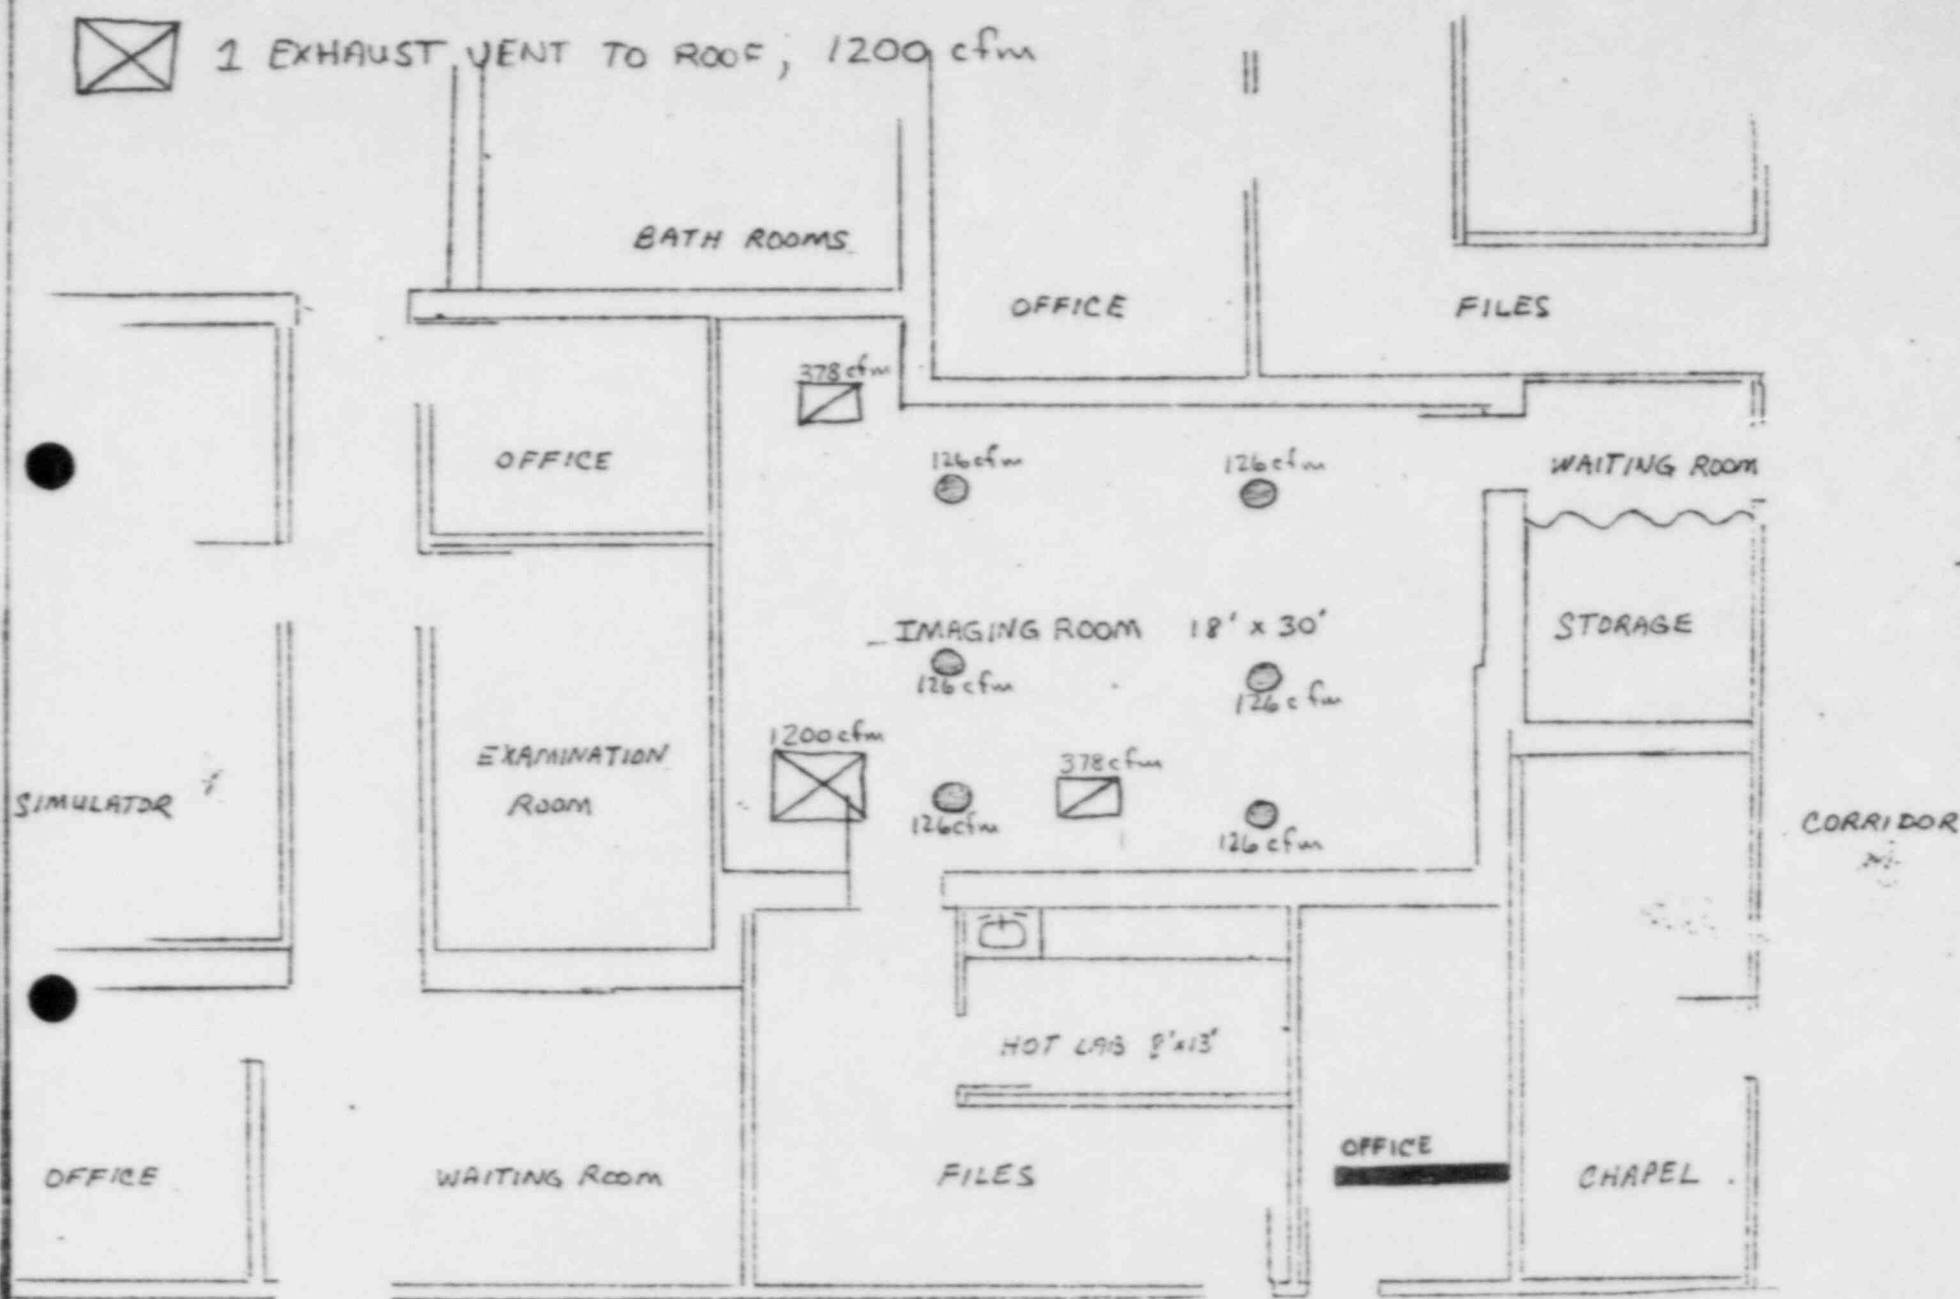 1 EXHAUST VENT TO ROOF, 1200 cfm
BATH ROOMS
OFFICE
FILES
378 cfm
OFFICE
126 cfm
126 cfm
WAITING ROOM
IMAGING ROOM 18' x 30'
STORAGE
126 cfm
126 cfm
1200 cfm
EXAMINATION
ROOM
378 cfm
SIMULATOR
126 cfm
126 cfm
CORRIDOR
HOT LAB 8'x13'
OFFICE
OFFICE
WAITING ROOM
FILES
CHAPEL